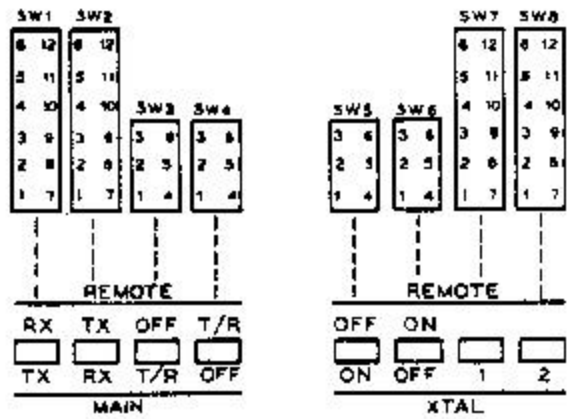 SW1 SW2 SW7 SW8
6 12 6 12 6 12 6 12
5 11 5 11 5 11 5 11
4 10 4 10 SW3 SW4 SW5 SW6 4 10 4 10
3 9 3 9 3 6 3 6 3 6 3 6 3 9 3 9
2 8 2 8 2 5 2 5 2 5 2 5 2 8 2 8
1 7 1 7 1 4 1 4 1 4 1 4 1 7 1 7
REMOTE REMOTE
RX TX OFF T/R OFF ON
TX RX T/R OFF ON OFF 1 2
MAIN XTAL